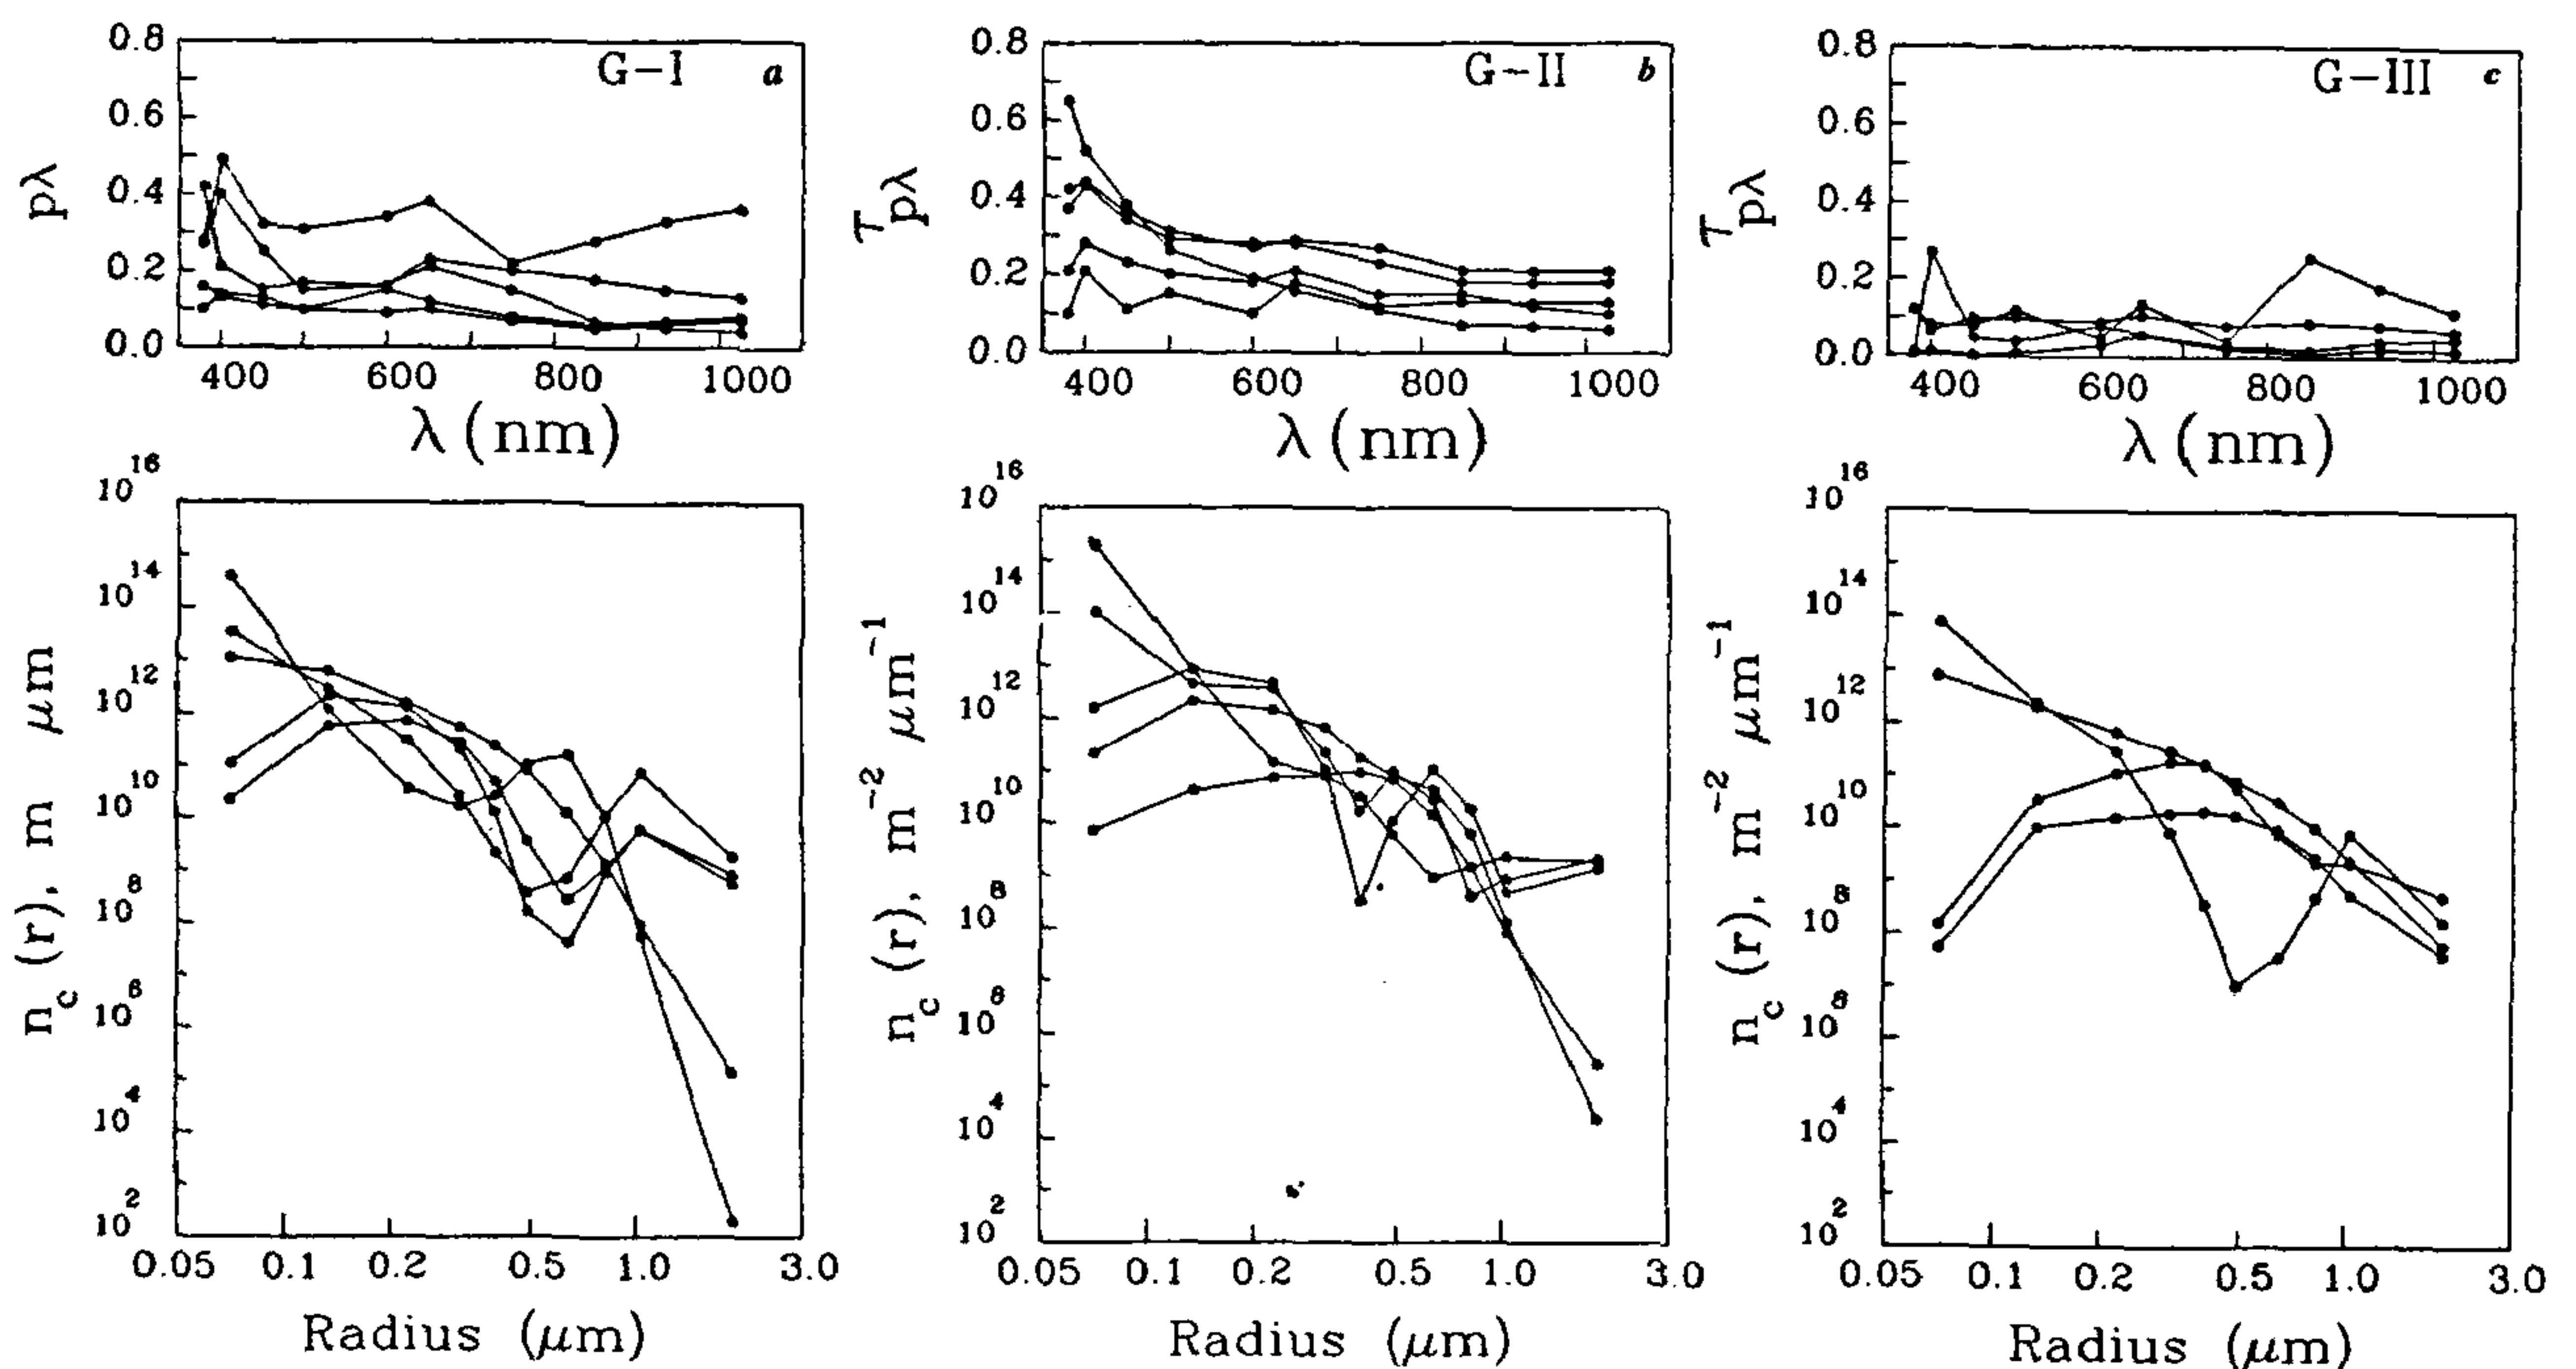 0.8 0.6 0.4 0.2 0.0
pλ
G-I a
400 600 800 1000
λ (nm)
0.8 0.6 0.4 0.2 0.0
τpλ
G-II b
400 600 800 1000
λ (nm)
0.8 0.6 0.4 0.2 0.0
τpλ
G-III c
400 600 800 1000
λ (nm)
10^16 10^14 10^12 10^10 10^8 10^6 10^4 10^2
n_c (r), m μm
0.05 0.1 0.2 0.5 1.0 3.0
Radius (μm)
10^16 10^14 10^12 10^10 10^8 10^8 10^4 10^2
n_c (r), m^-2 μm^-1
0.05 0.1 0.2 0.5 1.0 3.0
Radius (μm)
10^16 10^14 10^12 10^10 10^8 10^8 10^4 10^2
n_c (r), m^-2 μm^-1
0.05 0.1 0.2 0.5 1.0 3.0
Radius (μm)